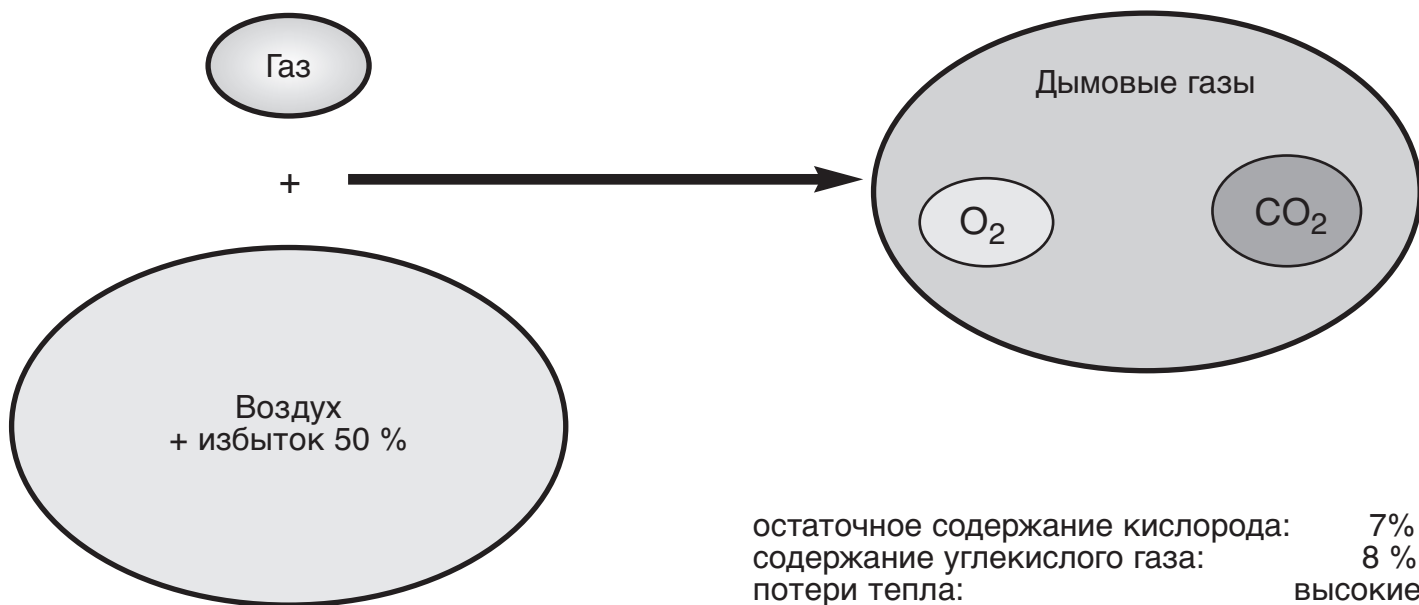 Газ
+
Воздух
+ избыток 50 %
Дымовые газы
O₂
CO₂
остаточное содержание кислорода: 7%
содержание углекислого газа: 8 %
потери тепла: высокие